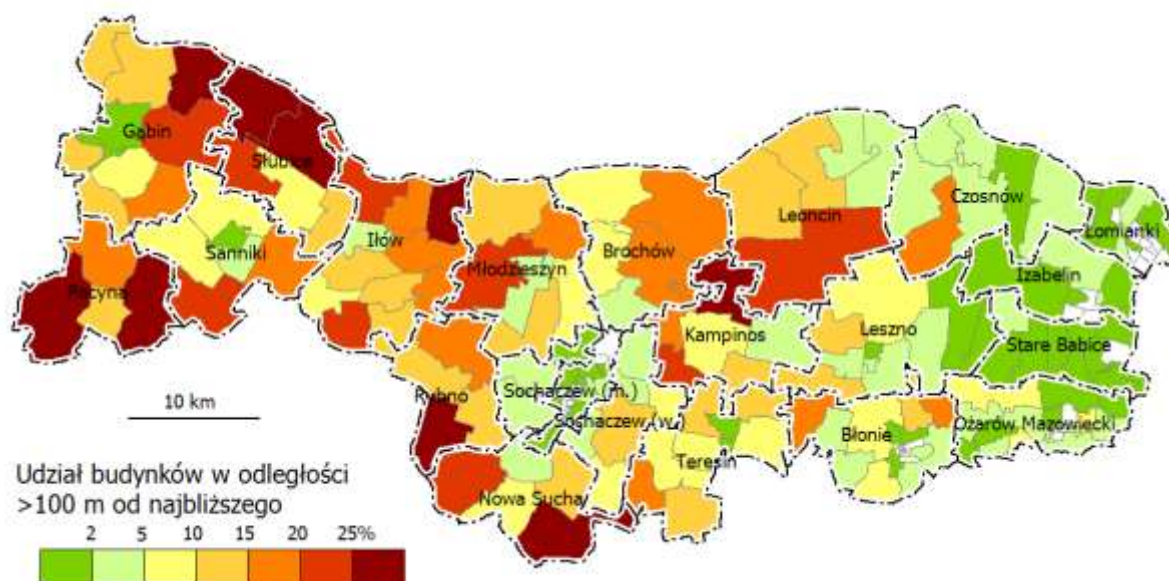 Gąbin
Słubice
Czosnów
Leoncin
Łomianki
Iłów
Sanniki
Brochów
Młodzieszyn
Izabelin
Pacyna
Kampinos
Leszno
Stare Babice
10 km
Rybno
Sochaczew (m.)
Sochaczew (w.)
Błonie
Ożarów Mazowiecki
Teresin
Nowa Sucha
Udział budynków w odległości
>100 m od najbliższego
2 5 10 15 20 25%